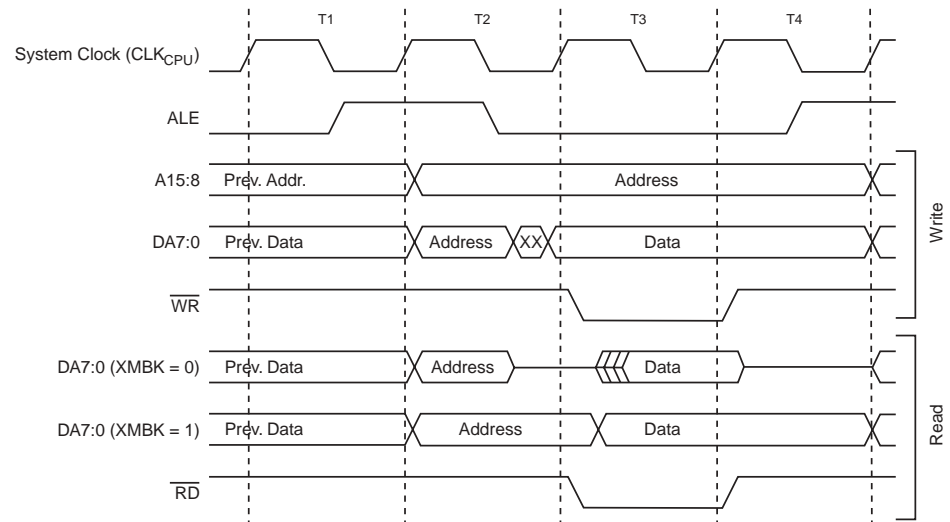 T1 T2 T3 T4
System Clock (CLKCPU)
ALE
A15:8 Prev. Addr. Address
DA7:0 Prev. Data Address XX Data
WR
Write
DA7:0 (XMBK = 0) Prev. Data Address Data
DA7:0 (XMBK = 1) Prev. Data Address Data
RD
Read